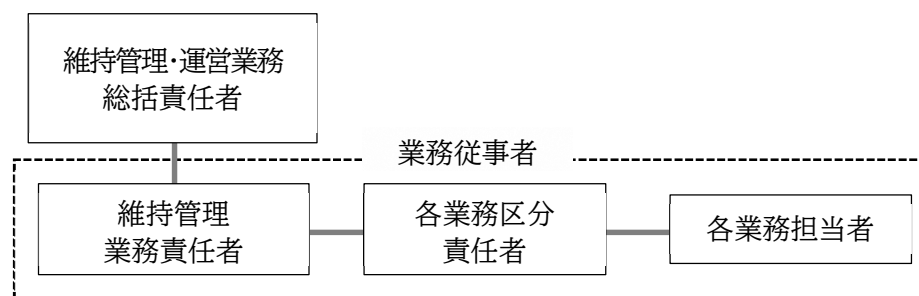 維持管理・運営業務
総括責任者
業務従事者
維持管理
業務責任者
各業務区分
責任者
各業務担当者